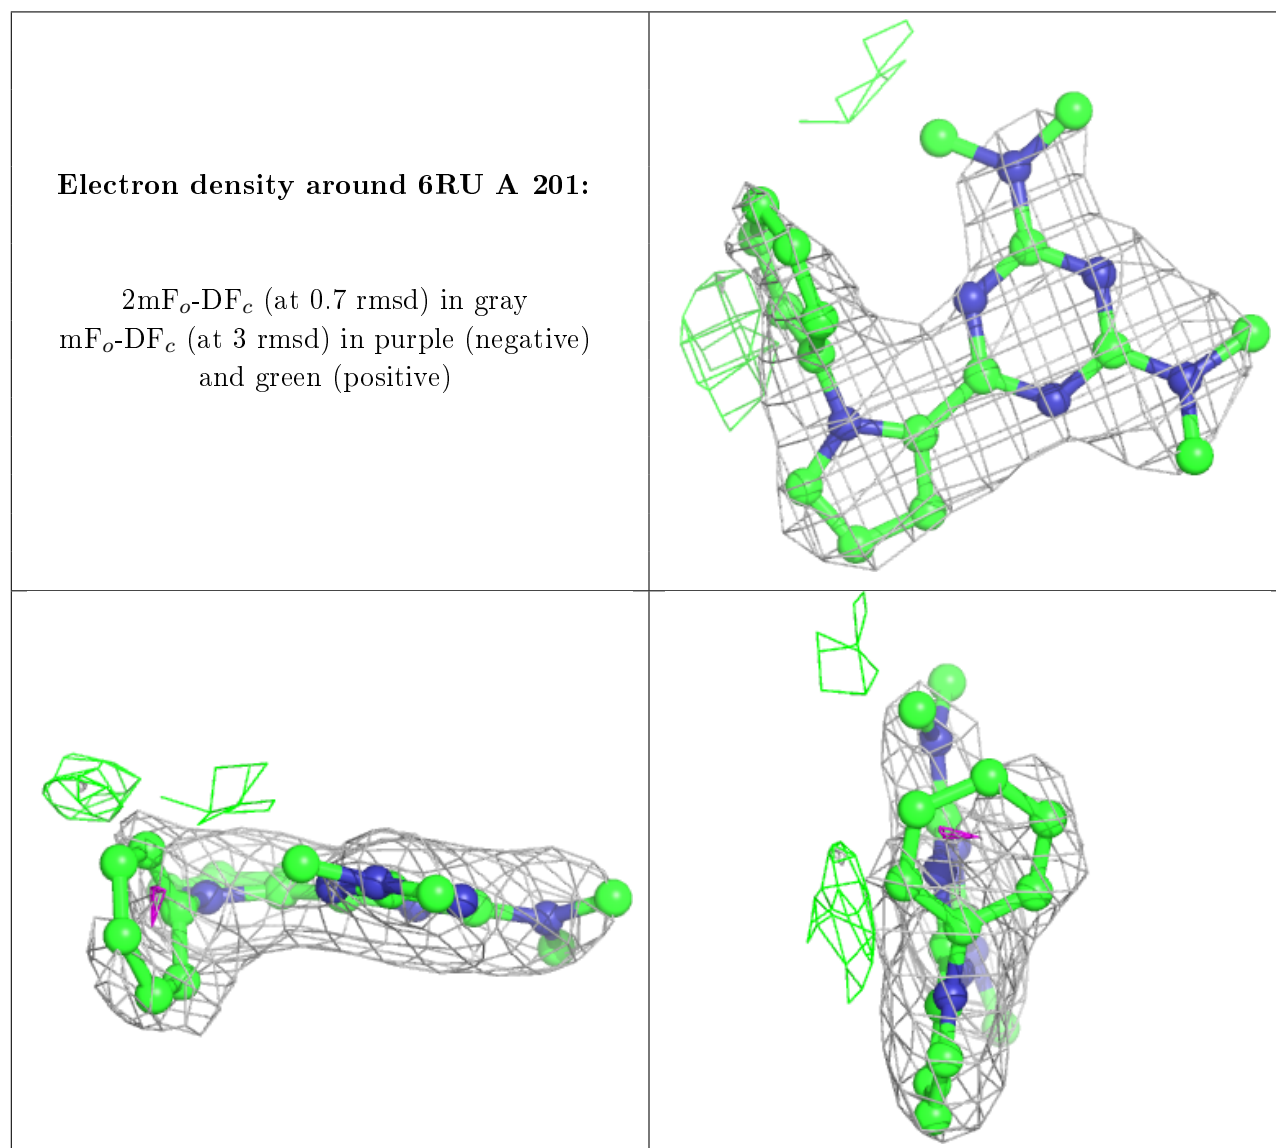 Electron density around 6RU A 201:
2mFo-DFc (at 0.7 rmsd) in gray
mFo-DFc (at 3 rmsd) in purple (negative)
and green (positive)